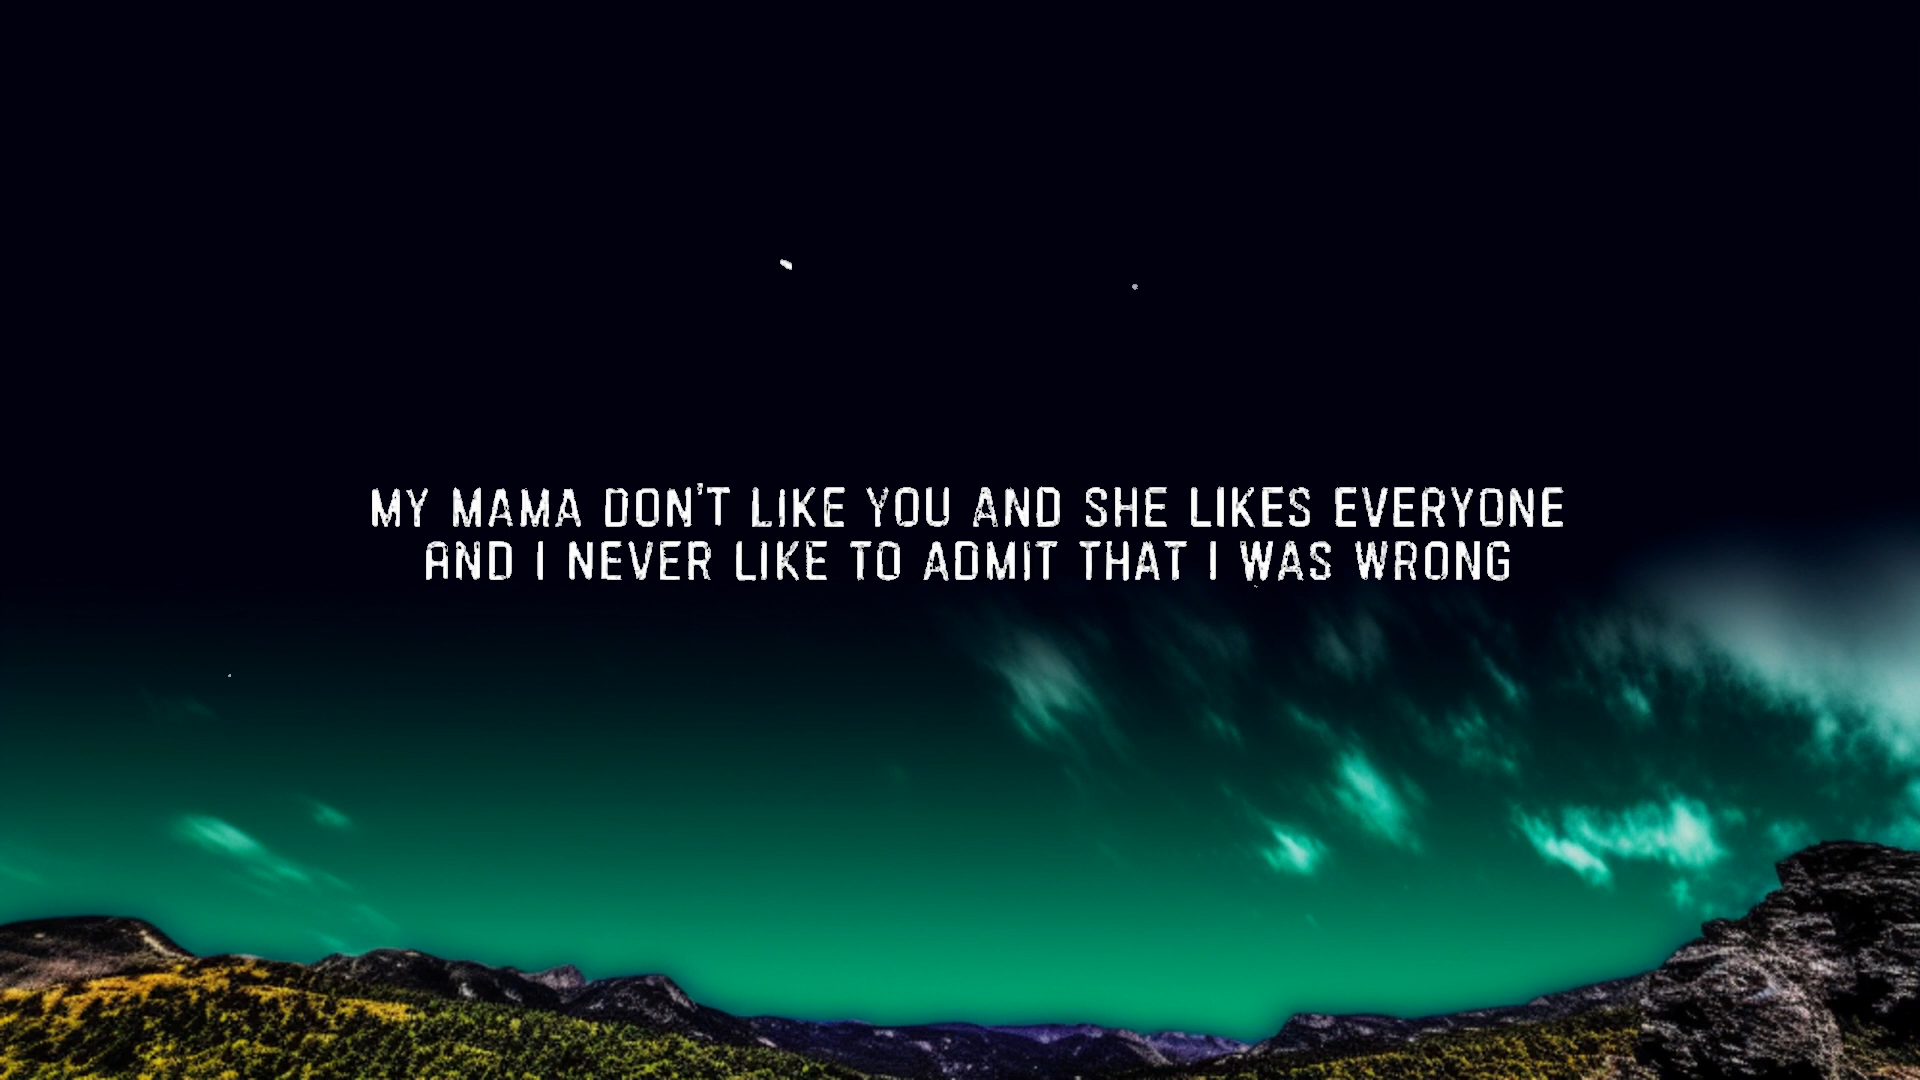 MY MAMA DON'T LIKE YOU AND SHE LIKES EVERYONE
AND I NEVER LIKE TO ADMIT THAT I WAS WRONG